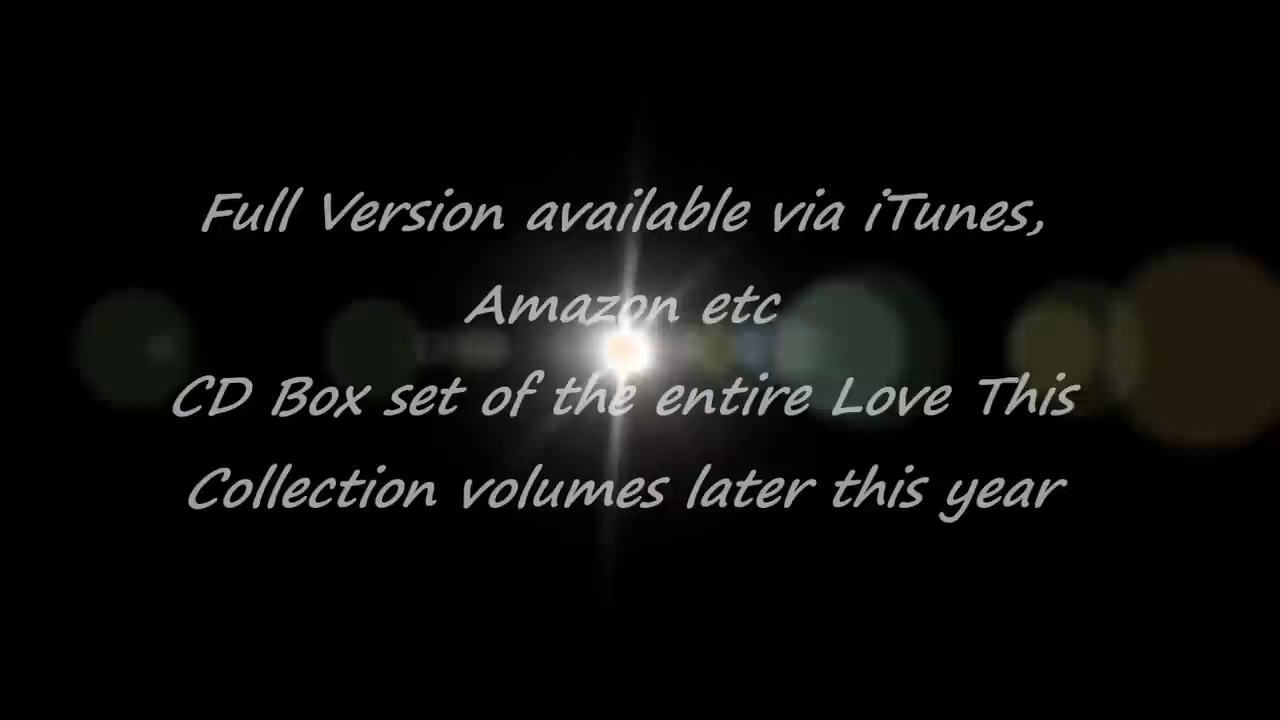 Full Version available via iTunes,
Amazon etc
CD Box set of the entire Love This
Collection volumes later this year